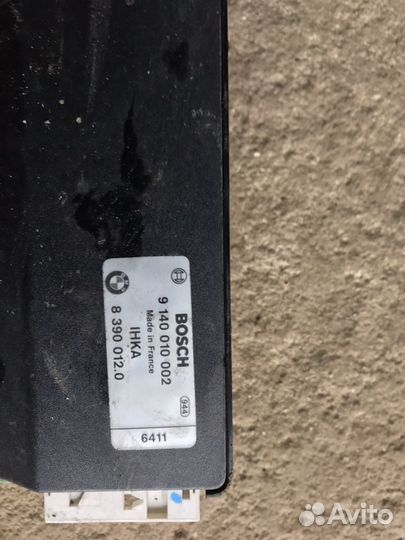 BOSCH
9 140 010 002
Made in France
944
IHKA
8 390 012.0
6411
Avito